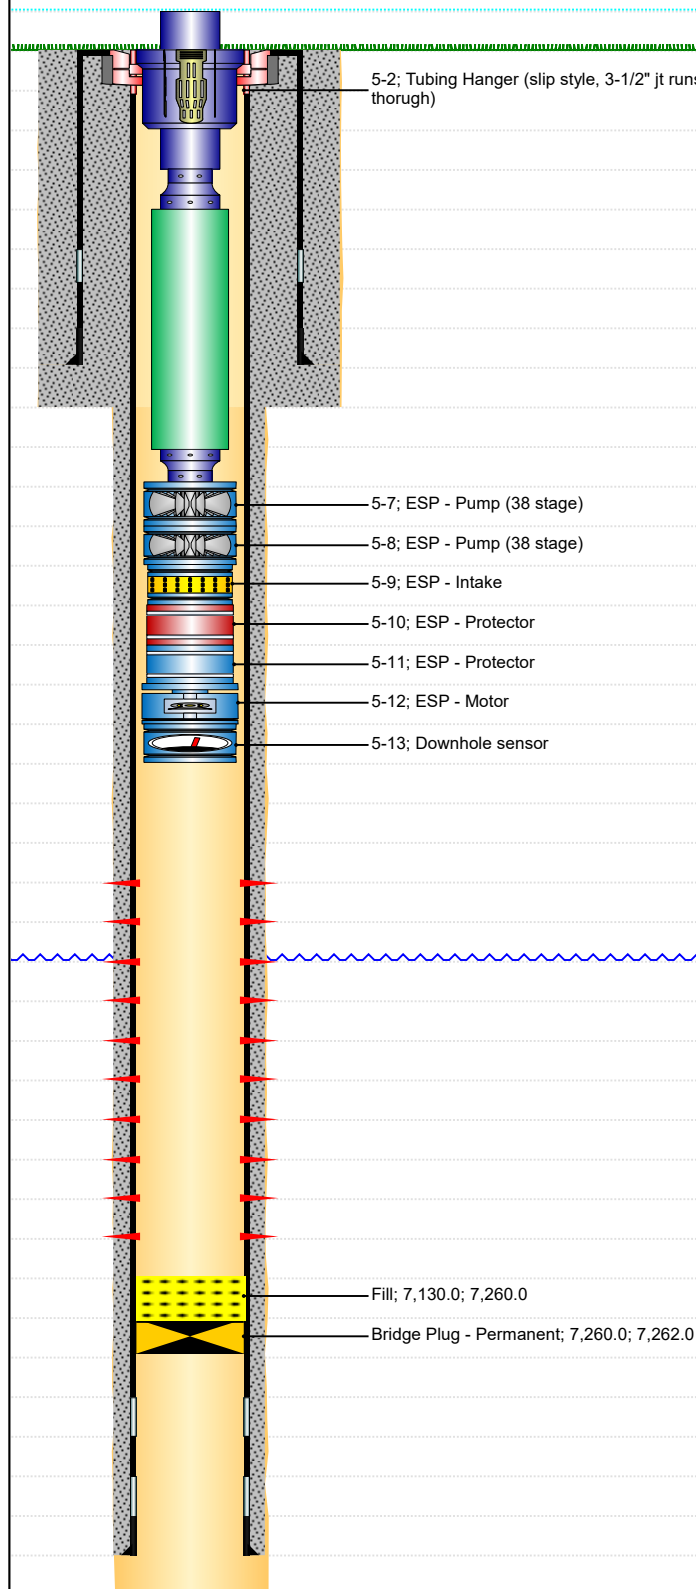 5-2; Tubing Hanger (slip style, 3-1/2" jt runs
thorugh)
5-7; ESP - Pump (38 stage)
5-8; ESP - Pump (38 stage)
5-9; ESP - Intake
5-10; ESP - Protector
5-11; ESP - Protector
5-12; ESP - Motor
5-13; Downhole sensor
Fill; 7,130.0; 7,260.0
Bridge Plug - Permanent; 7,260.0; 7,262.0